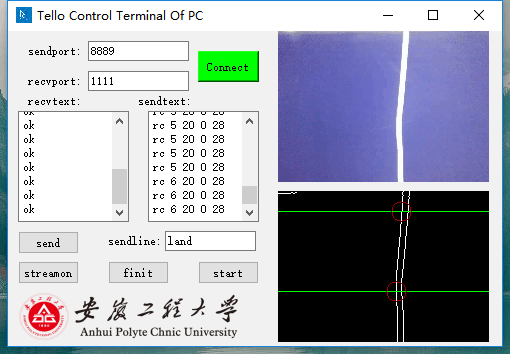 Tello Control Terminal Of PC
sendport: 8889
Connect
recvport: 1111
recvtext: sendtext:
ok rc 5 20 0 28
ok rc 5 20 0 28
ok rc 5 20 0 28
ok rc 5 20 0 28
ok rc 6 20 0 28
ok rc 6 20 0 28
ok rc 6 20 0 28
send sendline: land
streamon finit start
安徽工程大学
Anhui Polyte Chnic University